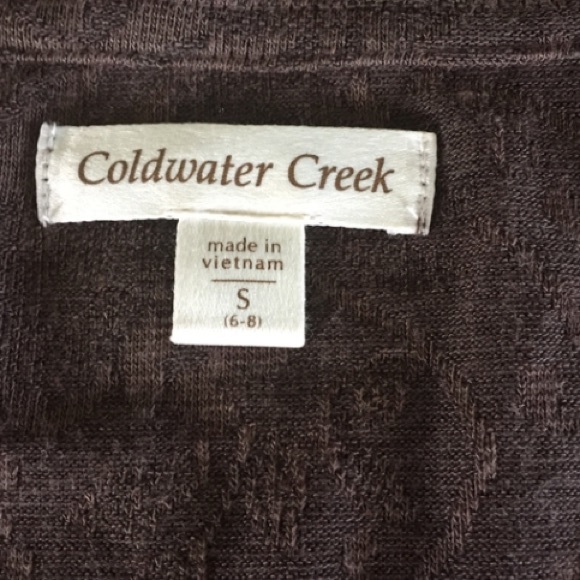 Coldwater Creek
made in
vietnam
S
(6-8)